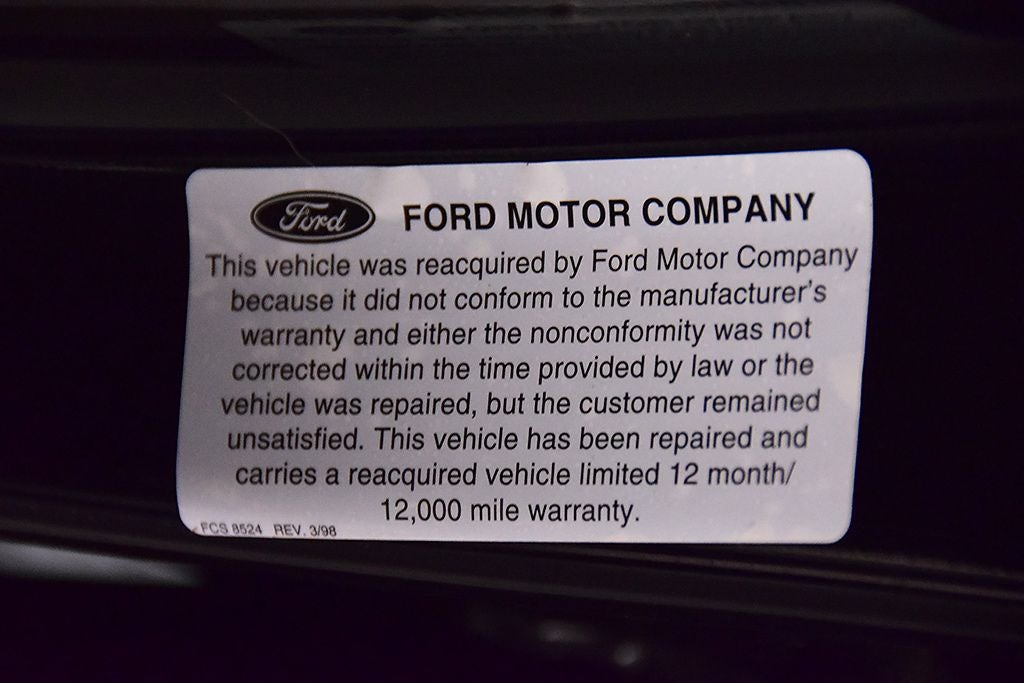 Ford FORD MOTOR COMPANY
This vehicle was reacquired by Ford Motor Company
because it did not conform to the manufacturer's
warranty and either the nonconformity was not
corrected within the time provided by law or the
vehicle was repaired, but the customer remained
unsatisfied. This vehicle has been repaired and
carries a reacquired vehicle limited 12 month/
12,000 mile warranty.
FCS 8524 REV. 3/98